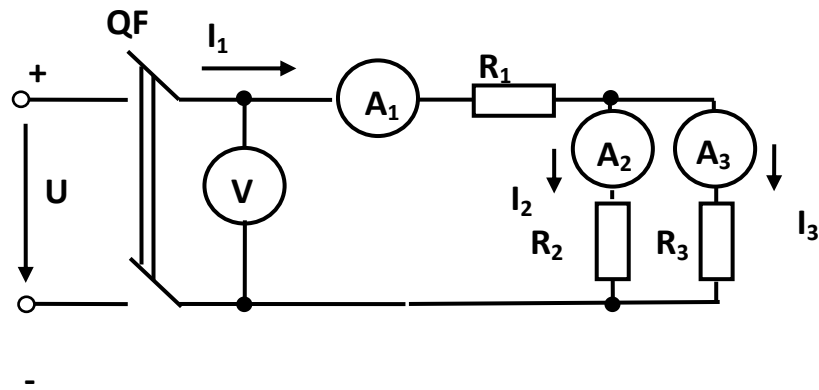 QF
I₁
+
R₁
A₁
A₂
A₃
U
V
I₂
I₃
R₂
R₃
-